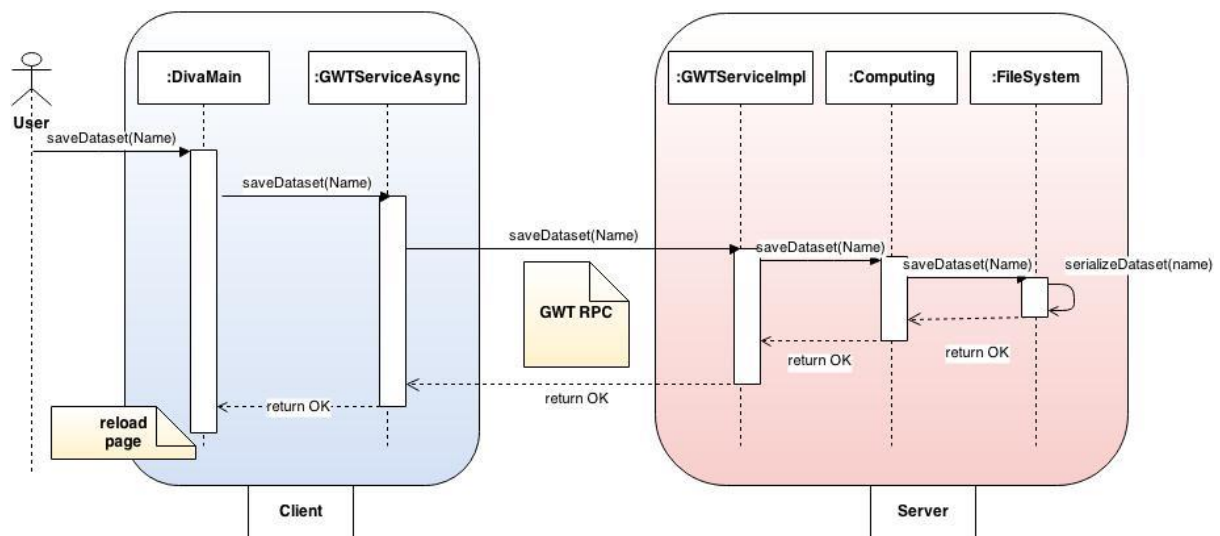 :DivaMain
:GWTServiceAsync
:GWTServiceImpl
:Computing
:FileSystem
User
saveDataset(Name)
saveDataset(Name)
saveDataset(Name)
saveDataset(Name)
saveDataset(Name)
serializeDataset(name)
GWT RPC
return OK
return OK
return OK
return OK
reload
page
Client
Server